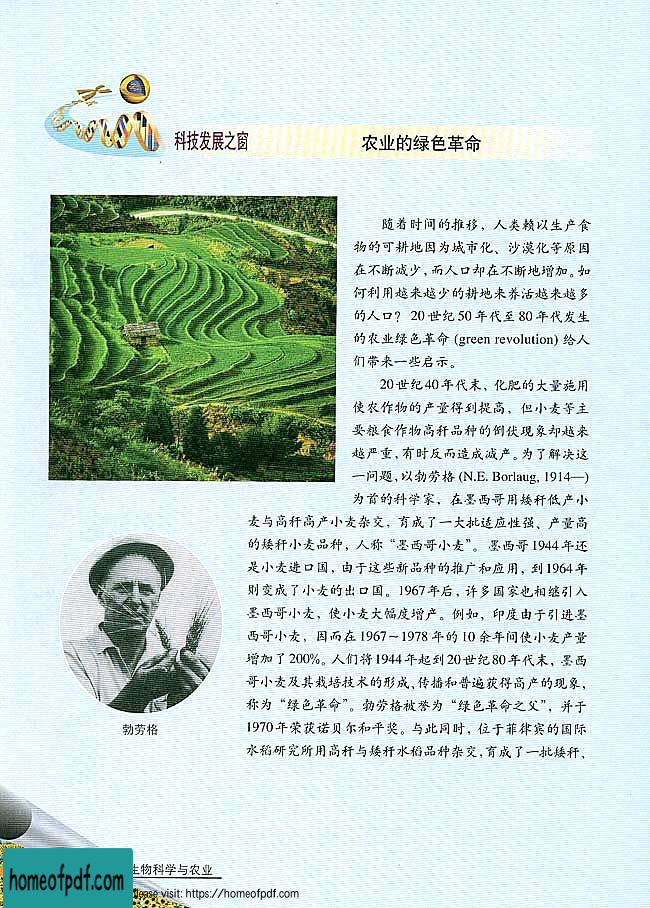 科技发展之窗
农业的绿色革命
随着时间的推移，人类赖以生产食
物的可耕地因为城市化、沙漠化等原因
在不断减少，而人口却在不断地增加。如
何利用越来越少的耕地来养活越来越多
的人口？20世纪50年代至80年代发生
的农业绿色革命 (green revolution) 给人
们带来一些启示。
20世纪40年代末，化肥的大量施用
使农作物的产量得到提高，但小麦等主
要粮食作物高秆品种的倒伏现象却越来
越严重，有时反而造成减产。为了解决这
一问题，以勃劳格 (N.E. Borlaug, 1914—)
为首的科学家，在墨西哥用矮秆低产小
麦与高秆高产小麦杂交，育成了一大批适应性强、产量高
的矮秆小麦品种，人称“墨西哥小麦”。墨西哥1944年还
是小麦进口国，由于这些新品种的推广和应用，到1964年
则变成了小麦的出口国。1967年后，许多国家也相继引入
墨西哥小麦，使小麦大幅度增产。例如，印度由于引进墨
西哥小麦，因而在1967～1978年的10余年间使小麦产量
增加了200%。人们将1944年起到20世纪80年代末，墨西
哥小麦及其栽培技术的形成、传播和普遍获得高产的现象，
称为“绿色革命”。勃劳格被誉为“绿色革命之父”，并于
1970年荣获诺贝尔和平奖。与此同时，位于菲律宾的国际
水稻研究所用高秆与矮秆水稻品种杂交，育成了一批矮秆、
勃劳格
生物科学与农业
homeofpdf.com
please visit: https://homeofpdf.com